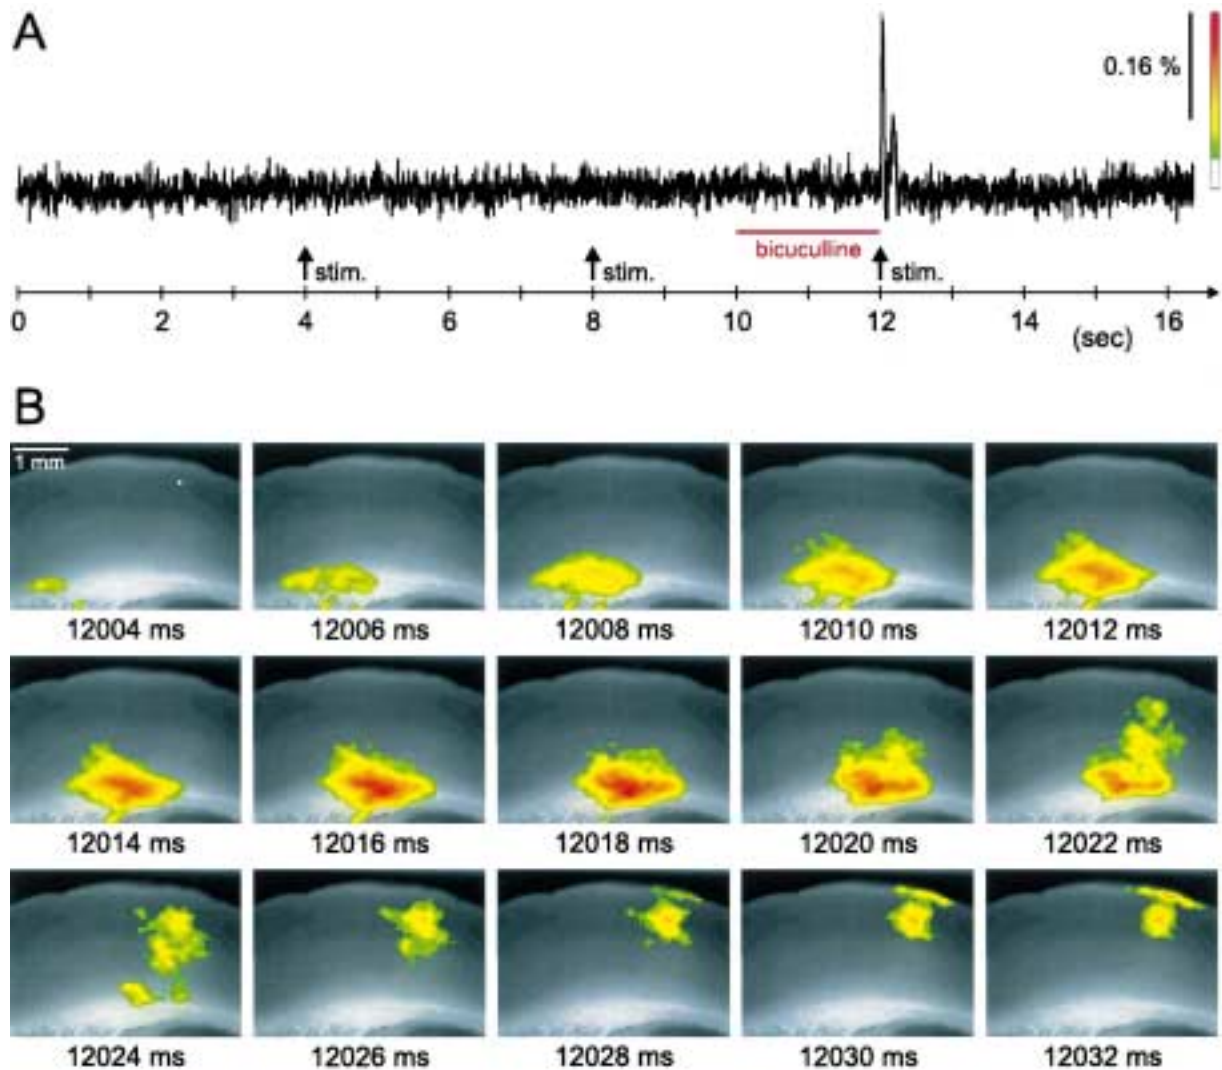 A
0.16 %
bicuculline
stim. stim. stim.
0 2 4 6 8 10 12 14 16
(sec)
B
1 mm
12004 ms 12006 ms 12008 ms 12010 ms 12012 ms
12014 ms 12016 ms 12018 ms 12020 ms 12022 ms
12024 ms 12026 ms 12028 ms 12030 ms 12032 ms